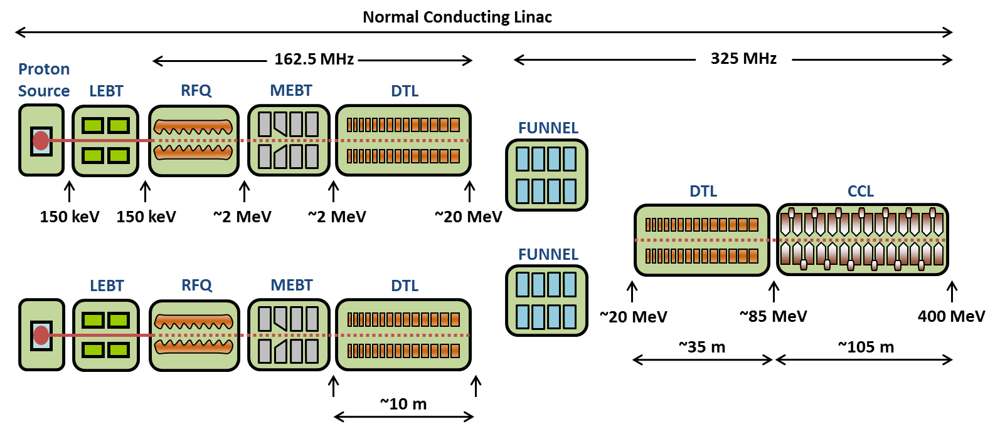 Normal Conducting Linac
162.5 MHz
325 MHz
Proton
Source
LEBT
RFQ
MEBT
DTL
FUNNEL
150 keV
150 keV
~2 MeV
~2 MeV
~20 MeV
DTL
CCL
FUNNEL
LEBT
RFQ
MEBT
DTL
~20 MeV
~85 MeV
400 MeV
~35 m
~105 m
~10 m